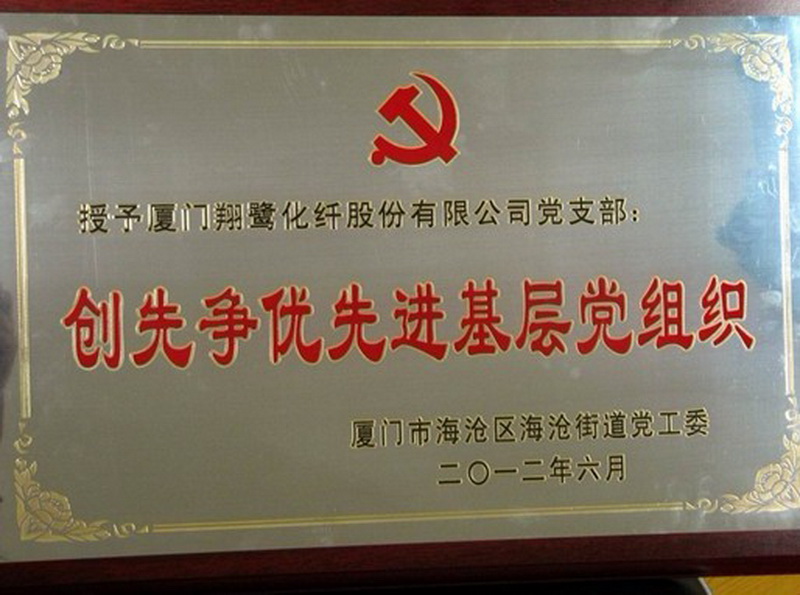 授予厦门翔鹭化纤股份有限公司党支部：
创先争优先进基层党组织
厦门市海沧区海沧街道党工委
二〇一二年六月